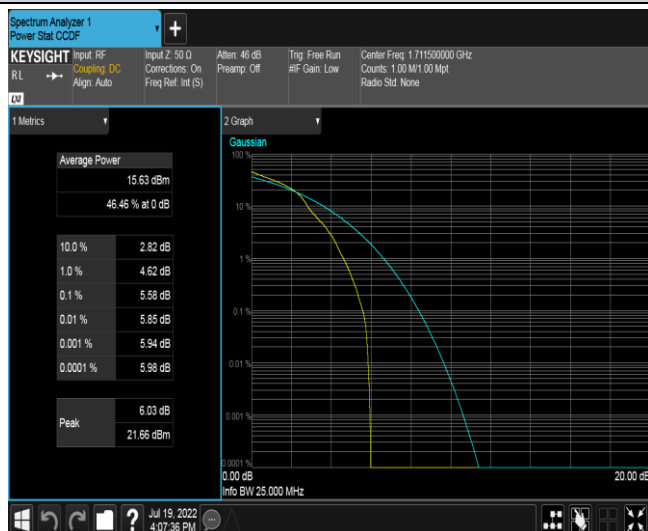 Spectrum Analyzer 1
Power Stat CCDF
+
KEYSIGHT
RL
LXI
Input: RF
Coupling: DC
Align: Auto
Input Z: 50 Ω
Corrections: On
Freq Ref: Int (S)
Atten: 46 dB
Preamp: Off
Trig: Free Run
#IF Gain: Low
Center Freq: 1.711500000 GHz
Counts: 1.00 M/1.00 Mpt
Radio Std: None
1 Metrics
Average Power
15.63 dBm
46.46 % at 0 dB
10.0 % 2.82 dB
1.0 % 4.62 dB
0.1 % 5.58 dB
0.01 % 5.85 dB
0.001 % 5.94 dB
0.0001 % 5.98 dB
Peak
6.03 dB
21.66 dBm
2 Graph
Gaussian
100 %
10 %
1 %
0.1 %
0.01 %
0.001 %
0.0001 %
0.00 dB 20.00 dB
Info BW 25.000 MHz
?
Jul 19, 2022
4:07:36 PM